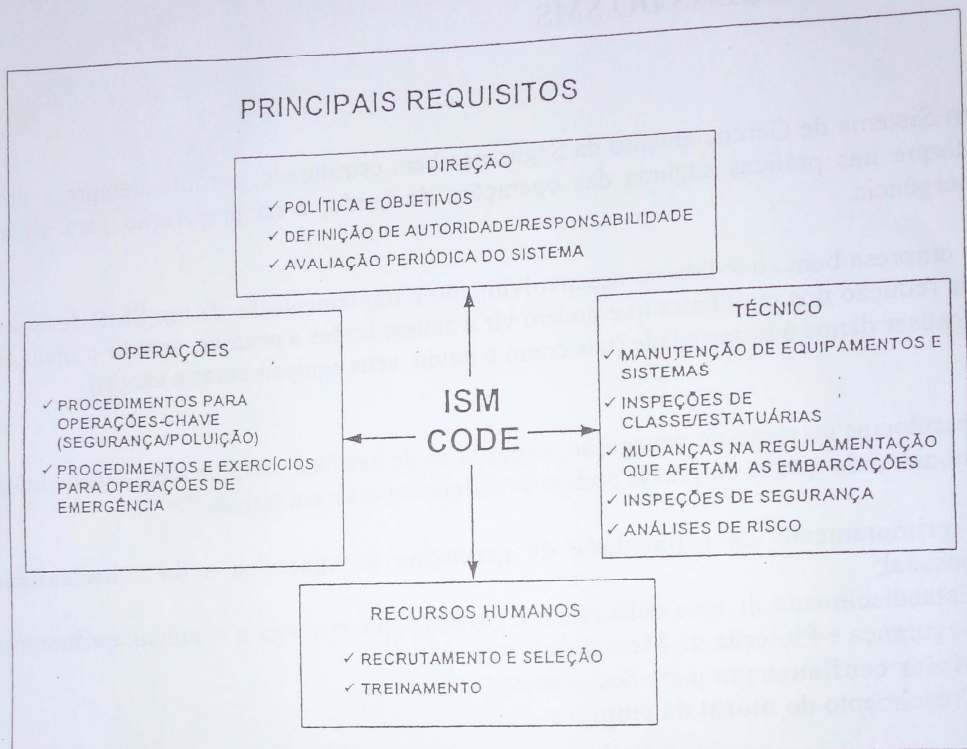 PRINCIPAIS REQUISITOS
DIREÇÃO
✓ POLÍTICA E OBJETIVOS
✓ DEFINIÇÃO DE AUTORIDADE/RESPONSABILIDADE
✓ AVALIAÇÃO PERIÓDICA DO SISTEMA
OPERAÇÕES
✓ PROCEDIMENTOS PARA
OPERAÇÕES-CHAVE
(SEGURANÇA/POLUIÇÃO)
✓ PROCEDIMENTOS E EXERCÍCIOS
PARA OPERAÇÕES DE
EMERGÊNCIA
ISM
CODE
TÉCNICO
✓ MANUTENÇÃO DE EQUIPAMENTOS E
SISTEMAS
✓ INSPEÇÕES DE
CLASSE/ESTATUÁRIAS
✓ MUDANÇAS NA REGULAMENTAÇÃO
QUE AFETAM AS EMBARCAÇÕES
✓ INSPEÇÕES DE SEGURANÇA
✓ ANÁLISES DE RISCO
RECURSOS HUMANOS
✓ RECRUTAMENTO E SELEÇÃO
✓ TREINAMENTO